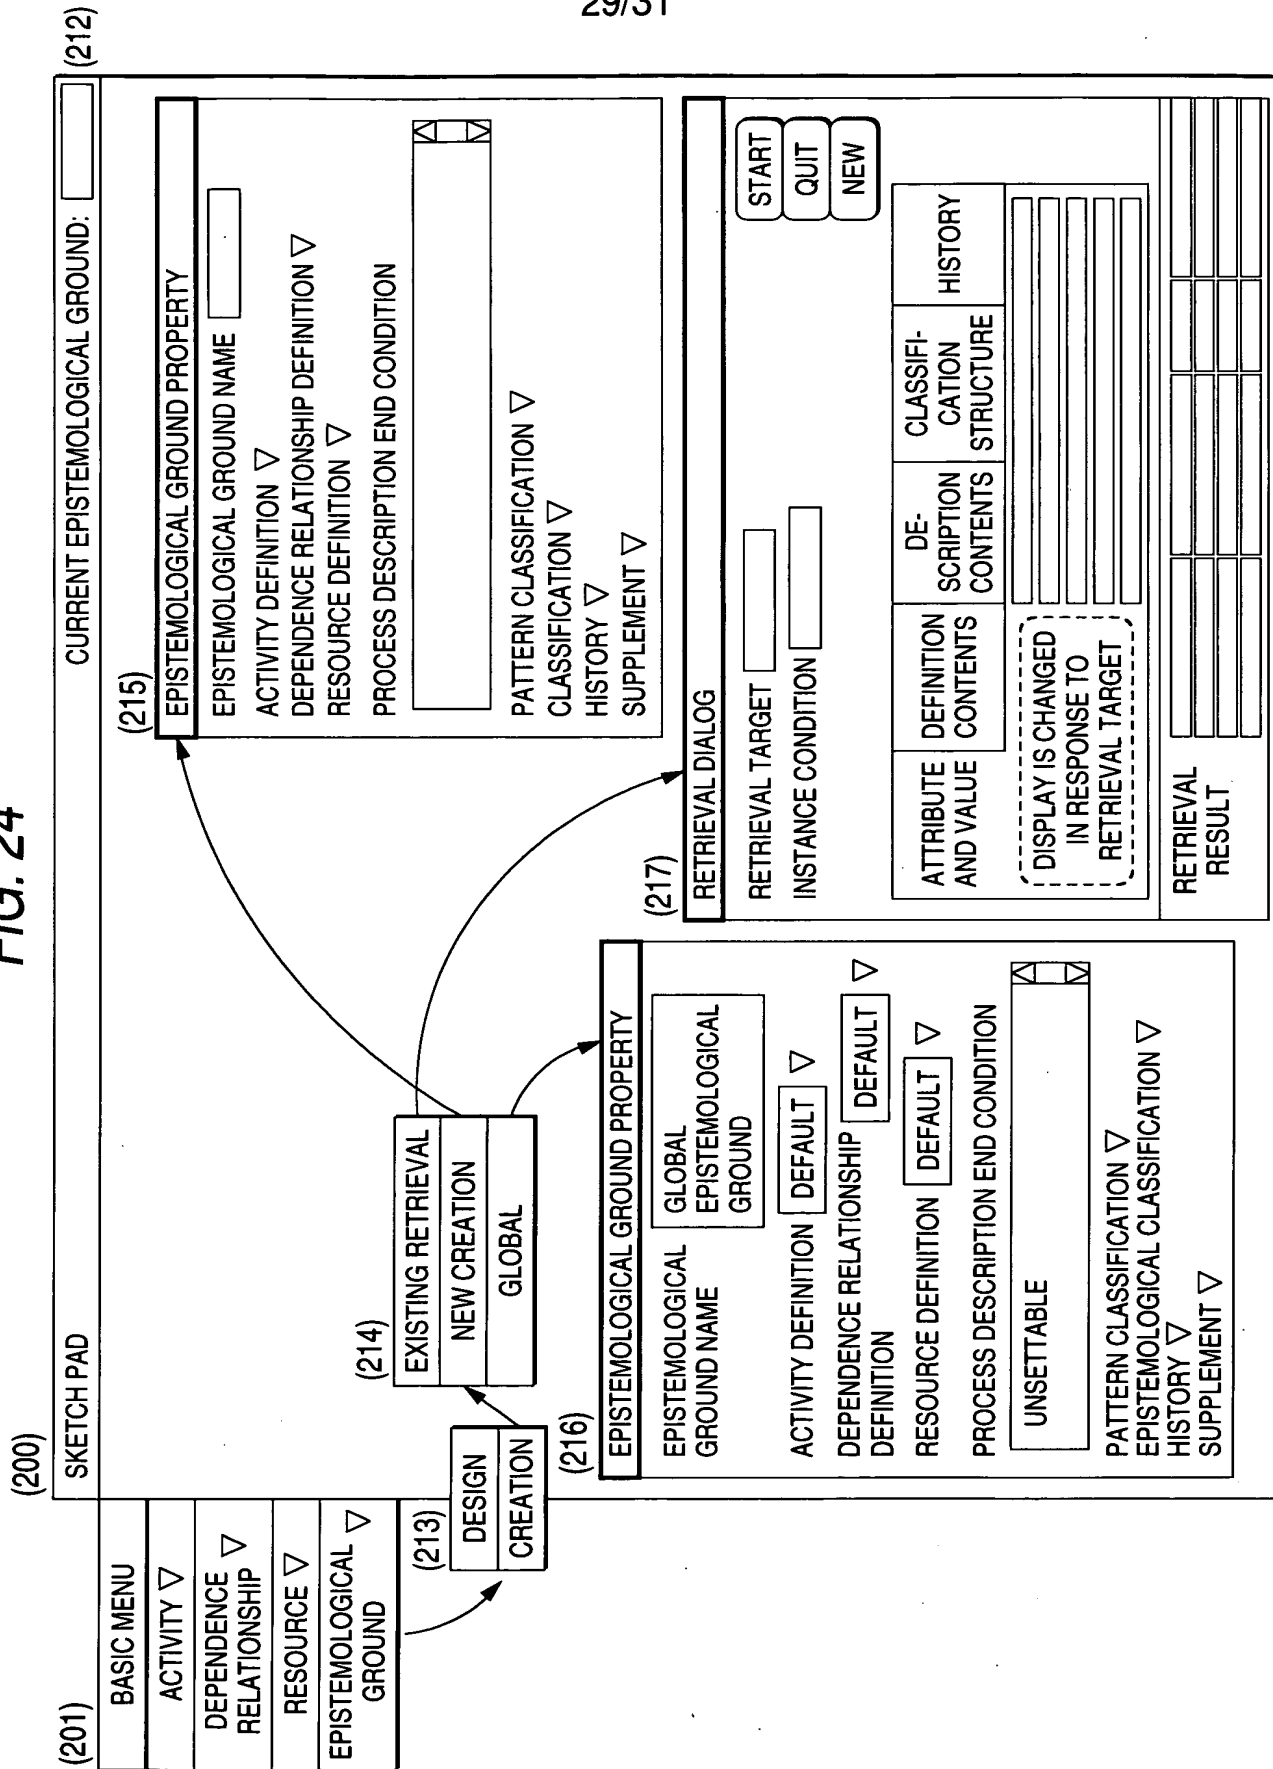 29/31
FIG. 24
(200)
SKETCH PAD
CURRENT EPISTEMOLOGICAL GROUND:
(212)
(201)
BASIC MENU
ACTIVITY ▽
DEPENDENCE ▽
RELATIONSHIP
RESOURCE ▽
EPISTEMOLOGICAL ▽
GROUND
(213)
DESIGN
CREATION
(214)
EXISTING RETRIEVAL
NEW CREATION
GLOBAL
(215)
EPISTEMOLOGICAL GROUND PROPERTY
EPISTEMOLOGICAL GROUND NAME
ACTIVITY DEFINITION ▽
DEPENDENCE RELATIONSHIP DEFINITION ▽
RESOURCE DEFINITION ▽
PROCESS DESCRIPTION END CONDITION
PATTERN CLASSIFICATION ▽
CLASSIFICATION ▽
HISTORY ▽
SUPPLEMENT ▽
(216)
EPISTEMOLOGICAL GROUND PROPERTY
EPISTEMOLOGICAL
GROUND NAME
GLOBAL
EPISTEMOLOGICAL
GROUND
ACTIVITY DEFINITION DEFAULT ▽
DEPENDENCE RELATIONSHIP
DEFINITION
DEFAULT ▽
RESOURCE DEFINITION DEFAULT ▽
PROCESS DESCRIPTION END CONDITION
UNSETTABLE
PATTERN CLASSIFICATION ▽
EPISTEMOLOGICAL CLASSIFICATION ▽
HISTORY ▽
SUPPLEMENT ▽
(217)
RETRIEVAL DIALOG
RETRIEVAL TARGET
INSTANCE CONDITION
START
QUIT
NEW
ATTRIBUTE
AND VALUE
DEFINITION
CONTENTS
DE-
SCRIPTION
CONTENTS
CLASSIFI-
CATION
STRUCTURE
HISTORY
DISPLAY IS CHANGED
IN RESPONSE TO
RETRIEVAL TARGET
RETRIEVAL
RESULT